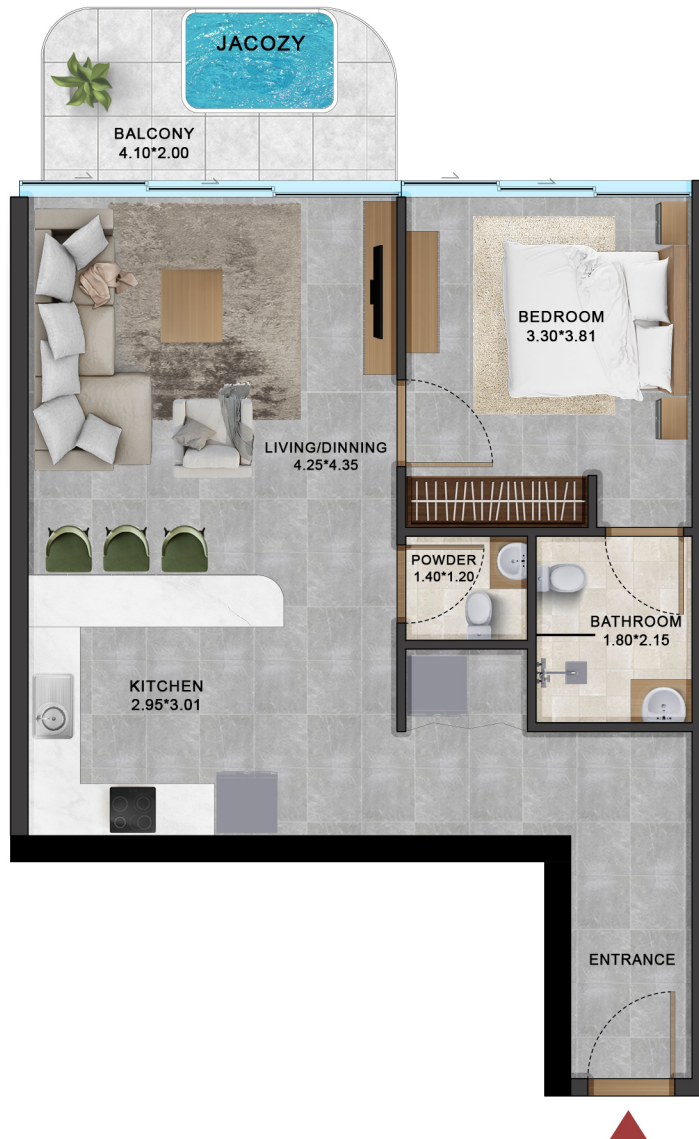 JACOZY
BALCONY
4.10*2.00
BEDROOM
3.30*3.81
LIVING/DINNING
4.25*4.35
POWDER
1.40*1.20
BATHROOM
1.80*2.15
KITCHEN
2.95*3.01
ENTRANCE